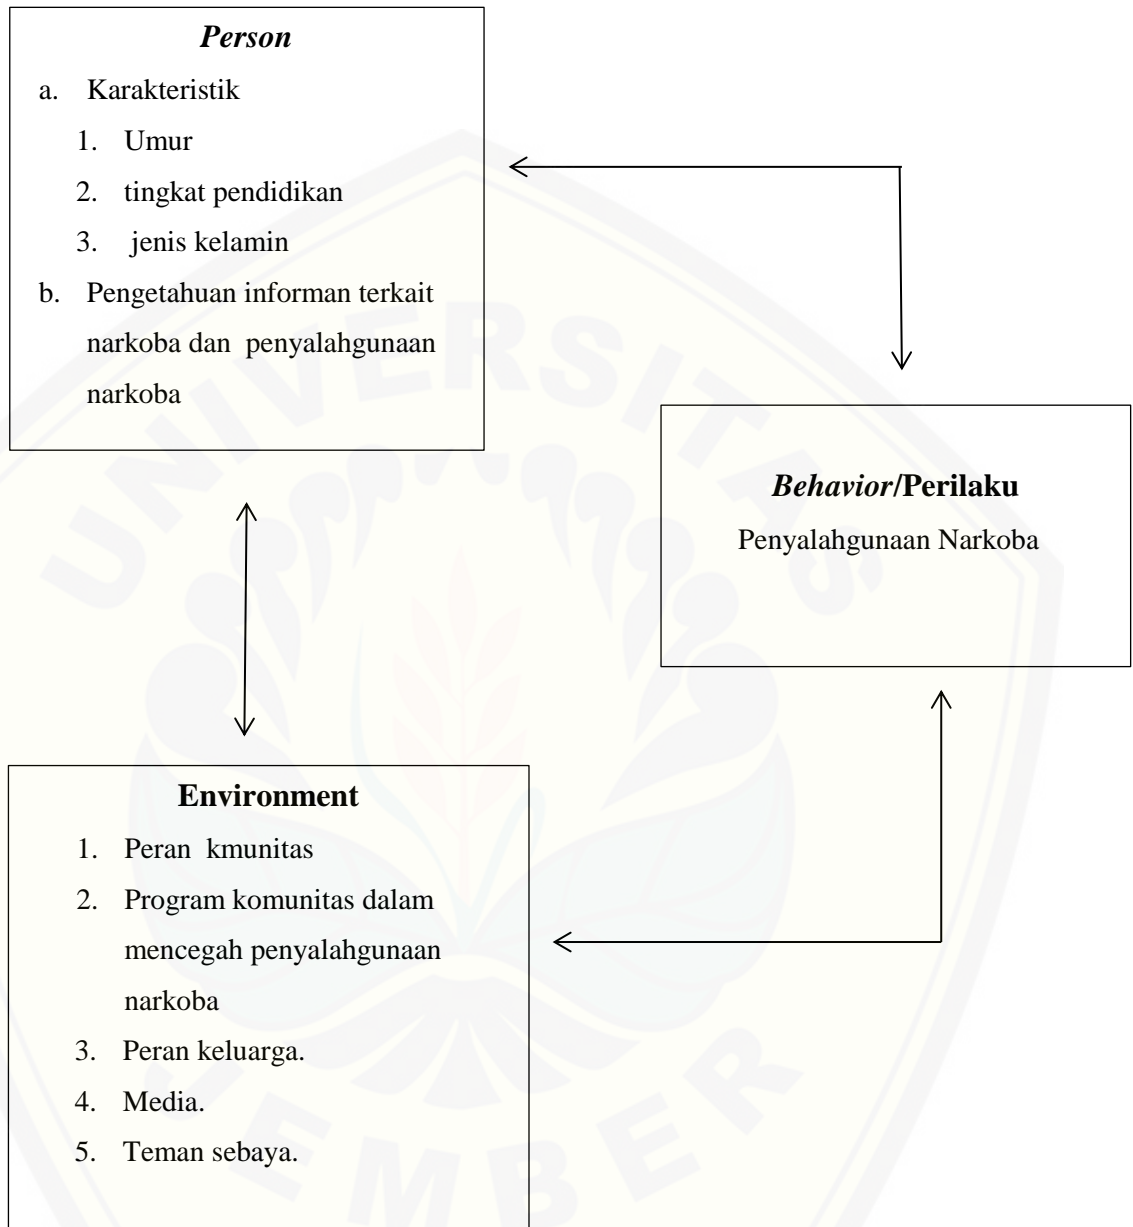 Person
a. Karakteristik
1. Umur
2. tingkat pendidikan
3. jenis kelamin
b. Pengetahuan informan terkait
narkoba dan penyalahgunaan
narkoba
Behavior/Perilaku
Penyalahgunaan Narkoba
Environment
1. Peran kmunitas
2. Program komunitas dalam
mencegah penyalahgunaan
narkoba
3. Peran keluarga.
4. Media.
5. Teman sebaya.
UNIVERSITAS
JEMBER